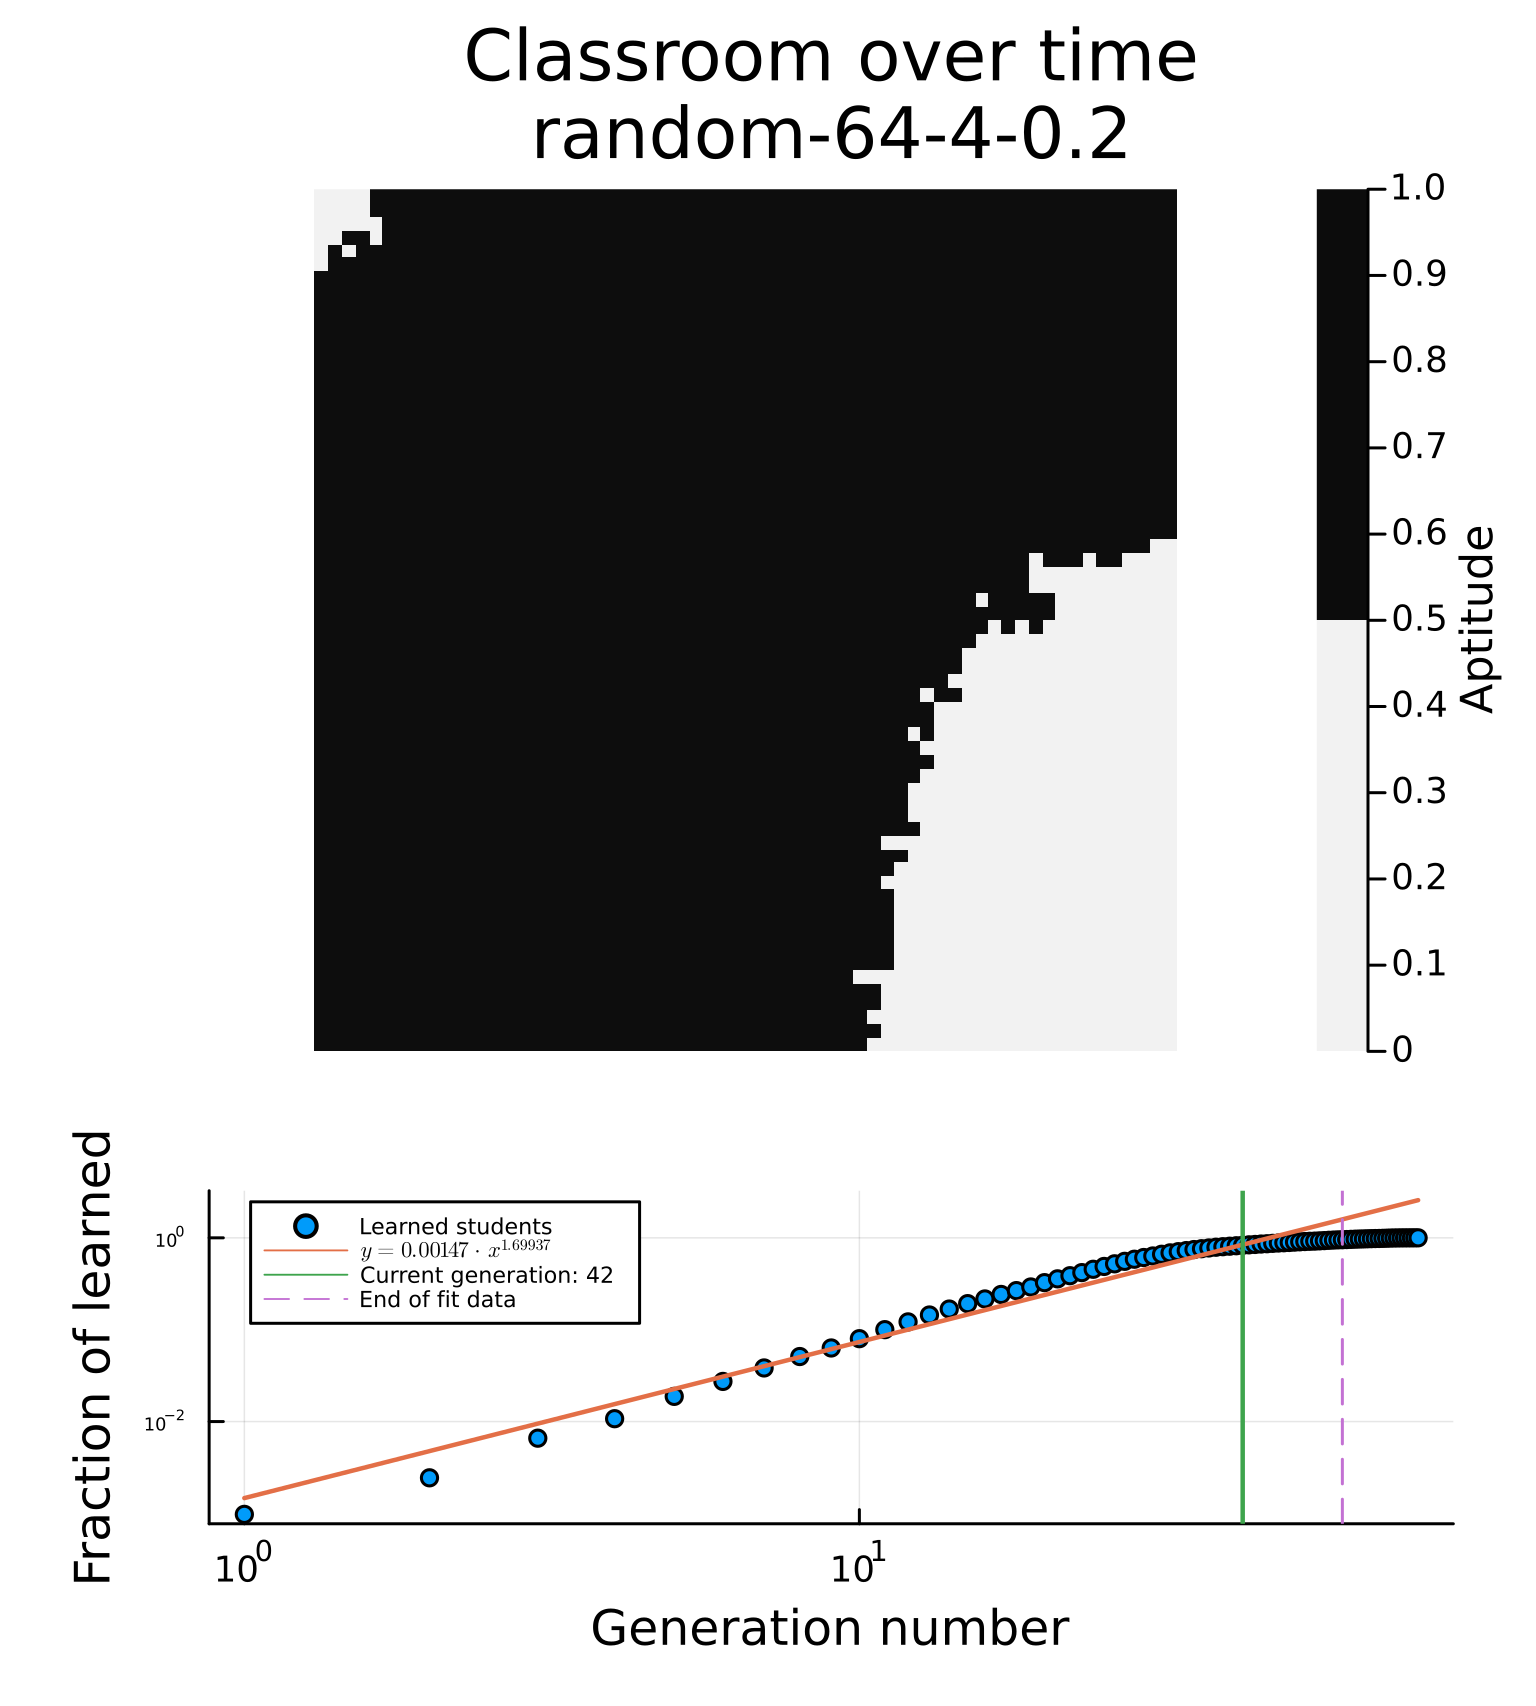 Classroom over time
random-64-4-0.2
1.0
0.9
0.8
0.7
0.6
0.5
0.4
0.3
0.2
0.1
0
Aptitude
Fraction of learned
10⁰
10⁻²
Learned students
y = 0.00147 · x^1.69937
Current generation: 42
End of fit data
10⁰
10¹
Generation number